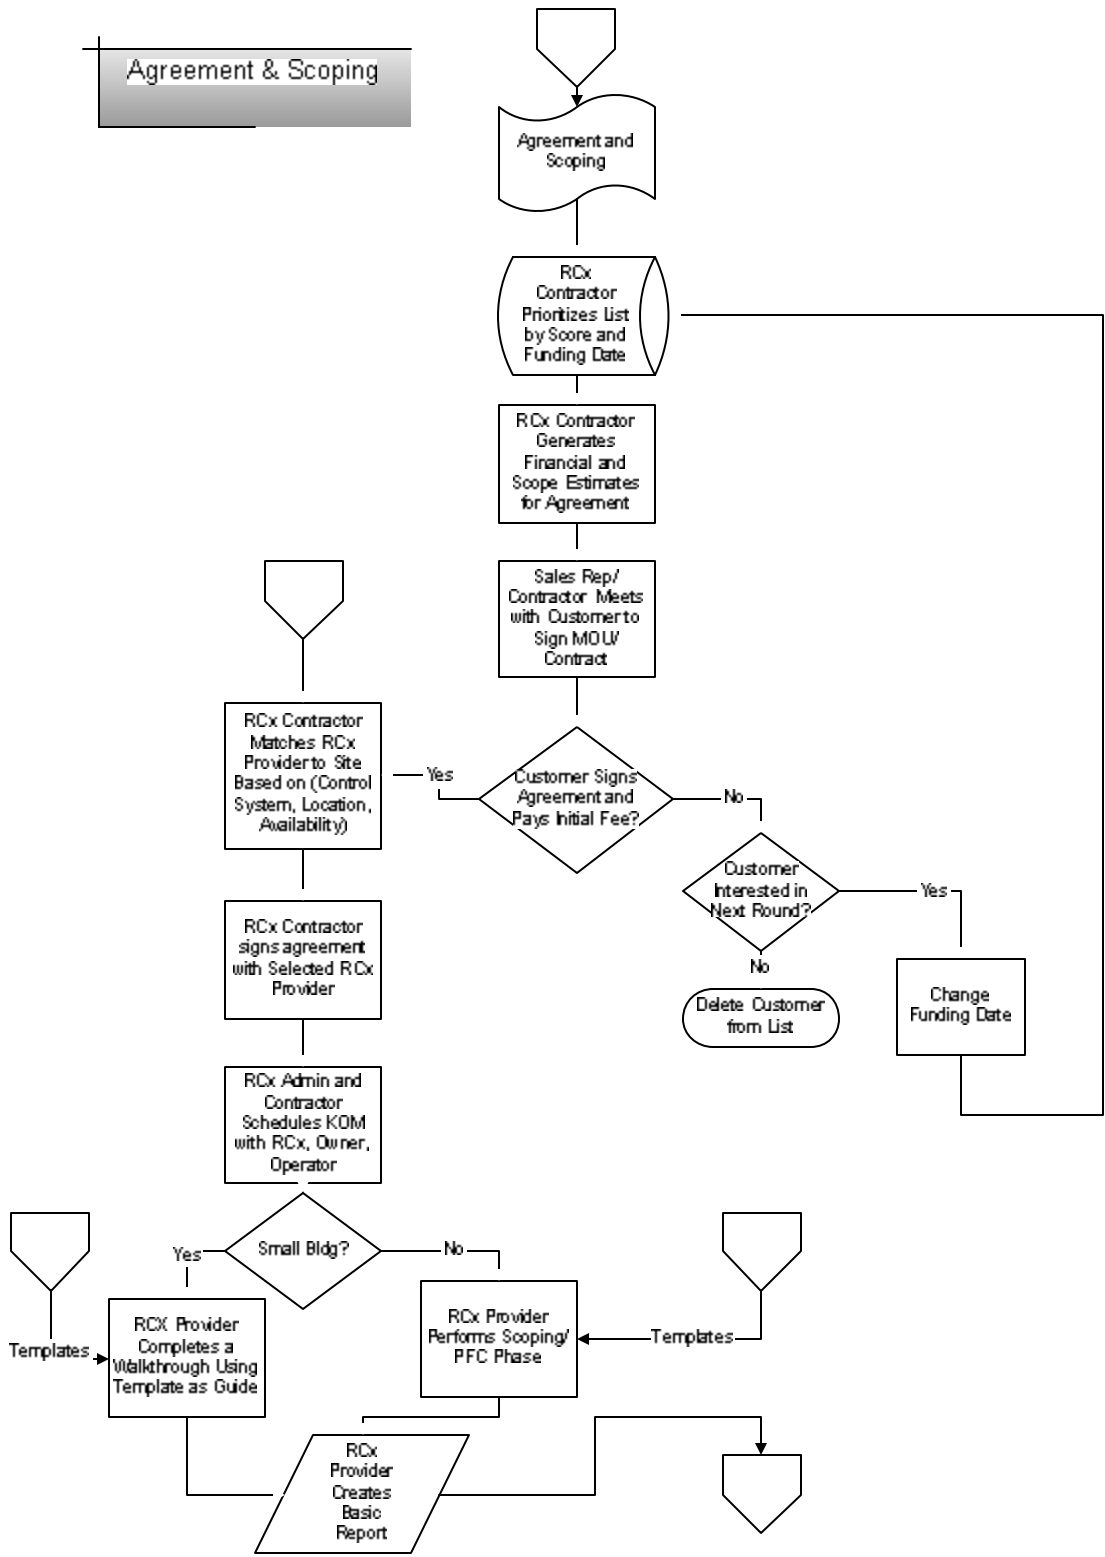 Agreement & Scoping
Agreement and
Scoping
RCx
Contractor
Prioritizes List
by Score and
Funding Date
RCx Contractor
Generates
Financial and
Scope Estimates
for Agreement
Sales Rep/
Contractor Meets
with Customer to
Sign MOU/
Contract
RCx Contractor
Matches RCx
Provider to Site
Based on (Control
System, Location,
Availability)
Yes
Customer Signs
Agreement and
Pays Initial Fee?
No
Customer
Interested in
Next Round?
Yes
No
Delete Customer
from List
Change
Funding Date
RCx Contractor
signs agreement
with Selected RCx
Provider
RCx Admin and
Contractor
Schedules KOM
with RCx, Owner,
Operator
Yes
Small Bldg?
No
Templates
RCX Provider
Completes a
Walkthrough Using
Template as Guide
RCx Provider
Performs Scoping/
PFC Phase
Templates
RCx
Provider
Creates
Basic
Report